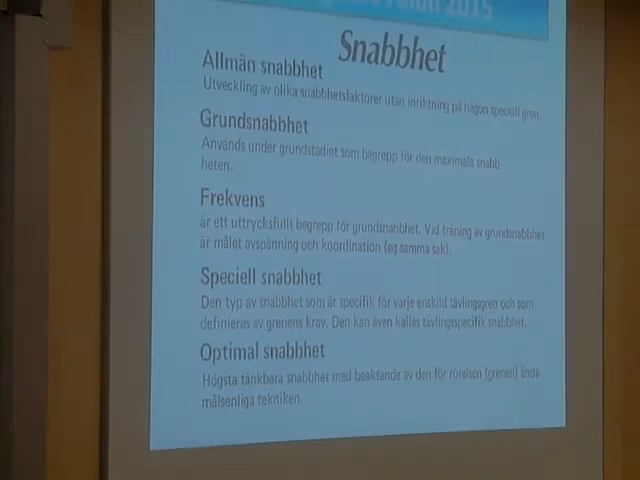 2015
Snabbhet
Allmän snabbhet
Utveckling av olika snabbhetsfaktorer utan inriktning på någon speciell gren.
Grundsnabbhet
Används under grundstadiet som begrepp för den maximala snabb
heten.
Frekvens
är ett uttrycksfullt begrepp för grundsnabbhet. Vid träning av grundsnabbhet
är målet avspänning och koordination (eg samma sak).
Speciell snabbhet
Den typ av snabbhet som är specifik för varje enskild tävlingsgren och som
definieras av grenens krav. Den kan även kallas tävlingsspecifik snabbhet.
Optimal snabbhet
Högsta tänkbara snabbhet med beaktande av den för rörelsen (grenen) ända-
målsenliga tekniken.